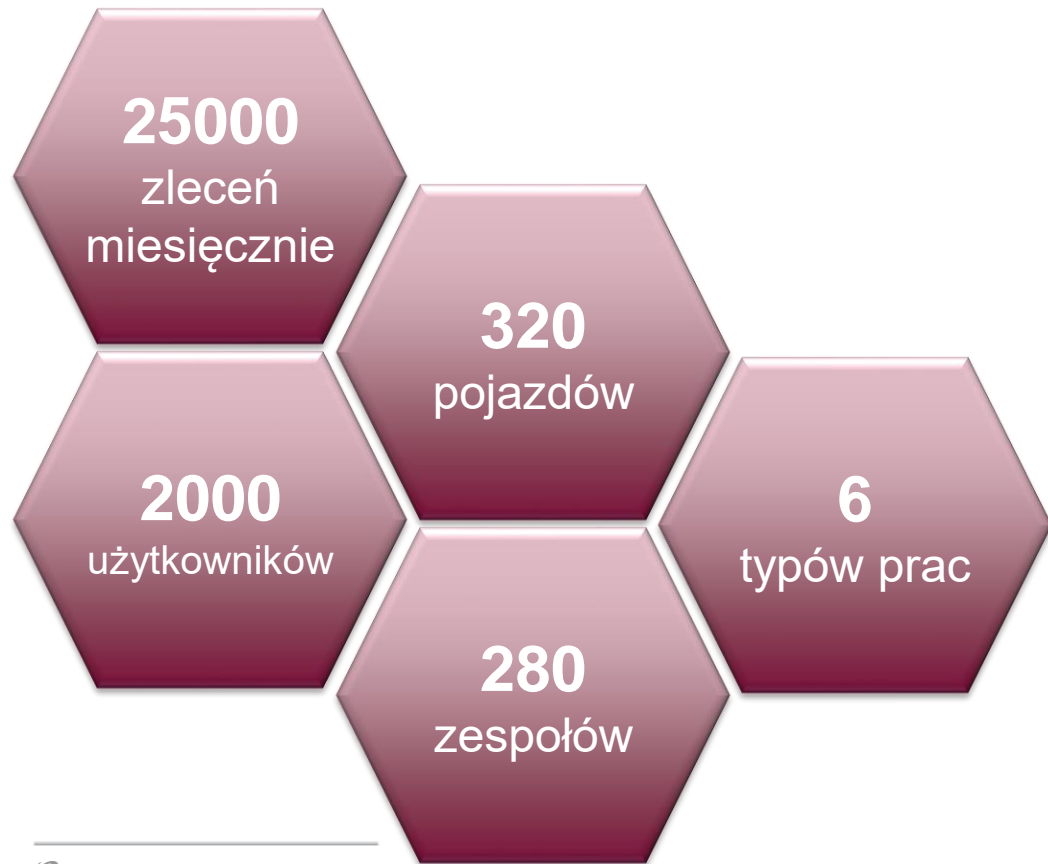 25000
zleceń
miesięcznie
320
pojazdów
2000
użytkowników
6
typów prac
280
zespołów